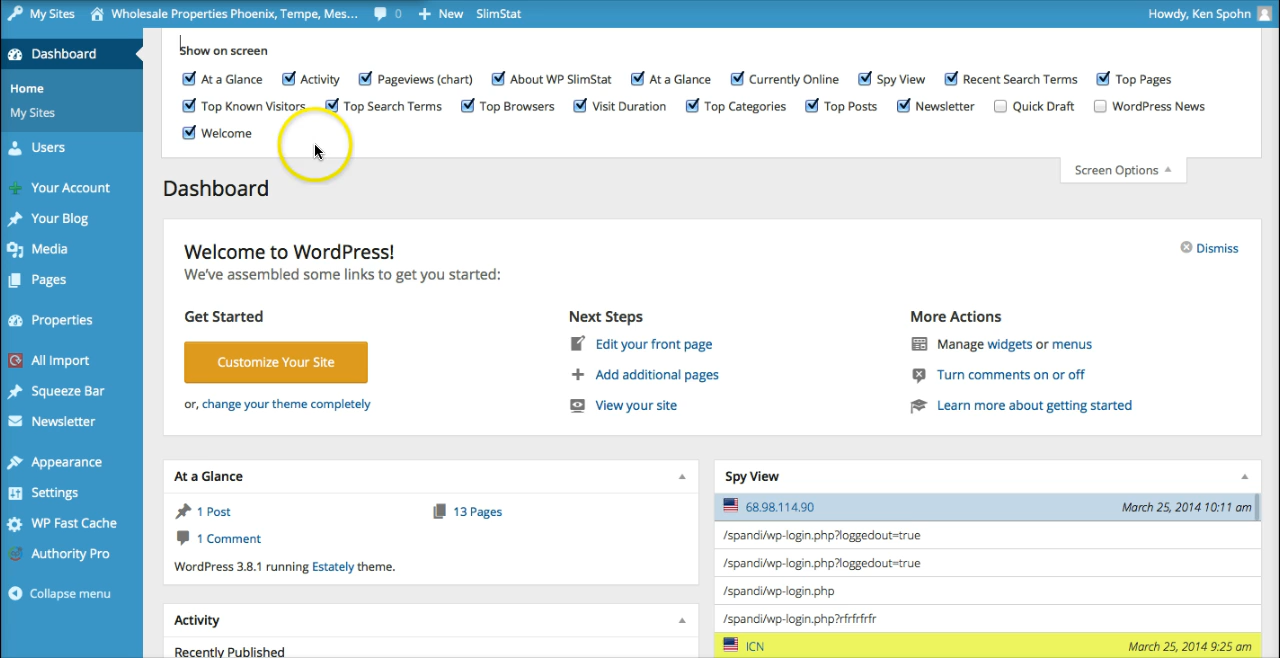 My Sites Wholesale Properties Phoenix, Tempe, Mes... 0 New SlimStat Howdy, Ken Spohn
Dashboard
Home
My Sites
Users
Your Account
Your Blog
Media
Pages
Properties
All Import
Squeeze Bar
Newsletter
Appearance
Settings
WP Fast Cache
Authority Pro
Collapse menu
Show on screen
At a Glance Activity Pageviews (chart) About WP SlimStat At a Glance Currently Online Spy View Recent Search Terms Top Pages
Top Known Visitors Top Search Terms Top Browsers Visit Duration Top Categories Top Posts Newsletter Quick Draft WordPress News
Welcome
Screen Options
Dashboard
Welcome to WordPress!
We've assembled some links to get you started:
Dismiss
Get Started
Customize Your Site
or, change your theme completely
Next Steps
Edit your front page
Add additional pages
View your site
More Actions
Manage widgets or menus
Turn comments on or off
Learn more about getting started
At a Glance
1 Post 13 Pages
1 Comment
WordPress 3.8.1 running Estately theme.
Activity
Recently Published
Spy View
68.98.114.90 March 25, 2014 10:11 am
/spandi/wp-login.php?loggedout=true
/spandi/wp-login.php?loggedout=true
/spandi/wp-login.php
/spandi/wp-login.php?rfrfrfrfr
ICN March 25, 2014 9:25 am